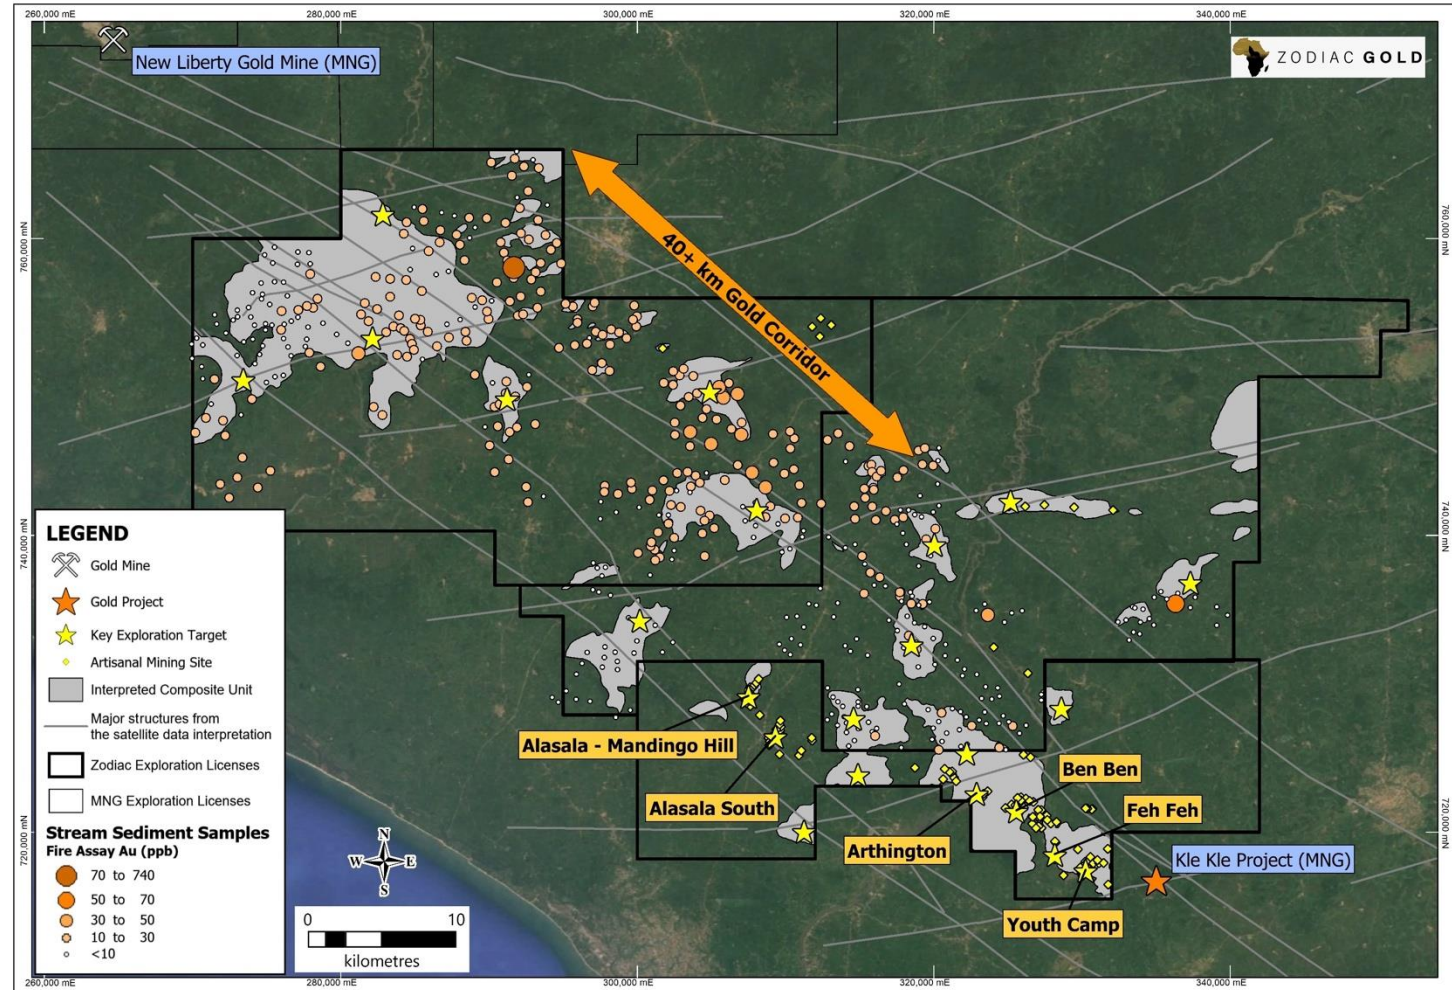 260,000 mE
280,000 mE
300,000 mE
320,000 mE
340,000 mE
New Liberty Gold Mine (MNG)
ZODIAC GOLD
760,000 mN
760,000 mN
40+ km Gold Corridor
740,000 mN
740,000 mN
LEGEND
Gold Mine
Gold Project
Key Exploration Target
Artisanal Mining Site
Interpreted Composite Unit
Major structures from
the satellite data interpretation
Zodiac Exploration Licenses
MNG Exploration Licenses
Stream Sediment Samples
Fire Assay Au (ppb)
70 to 740
50 to 70
30 to 50
10 to 30
<10
Alasala - Mandingo Hill
Ben Ben
Alasala South
Feh Feh
Arthington
Kle Kle Project (MNG)
Youth Camp
720,000 mN
720,000 mN
N
W
E
S
0
10
kilometres
260,000 mE
280,000 mE
300,000 mE
320,000 mE
340,000 mE